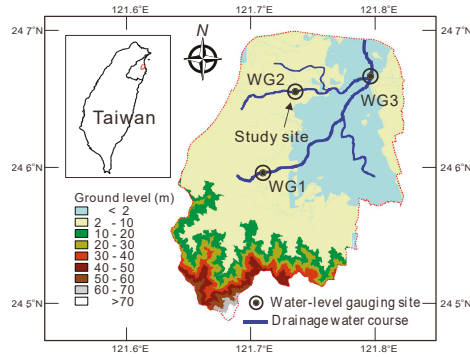 121.6°E 121.7°E 121.8°E
24.7°N 24.7°N
N
WG2
WG3
Taiwan
Study site
24.6°N 24.6°N
WG1
Ground level (m)
< 2
2 - 10
10 - 20
20 - 30
30 - 40
40 - 50
50 - 60
60 - 70
>70
Water-level gauging site
Drainage water course
24.5°N 24.5°N
121.6°E 121.7°E 121.8°E